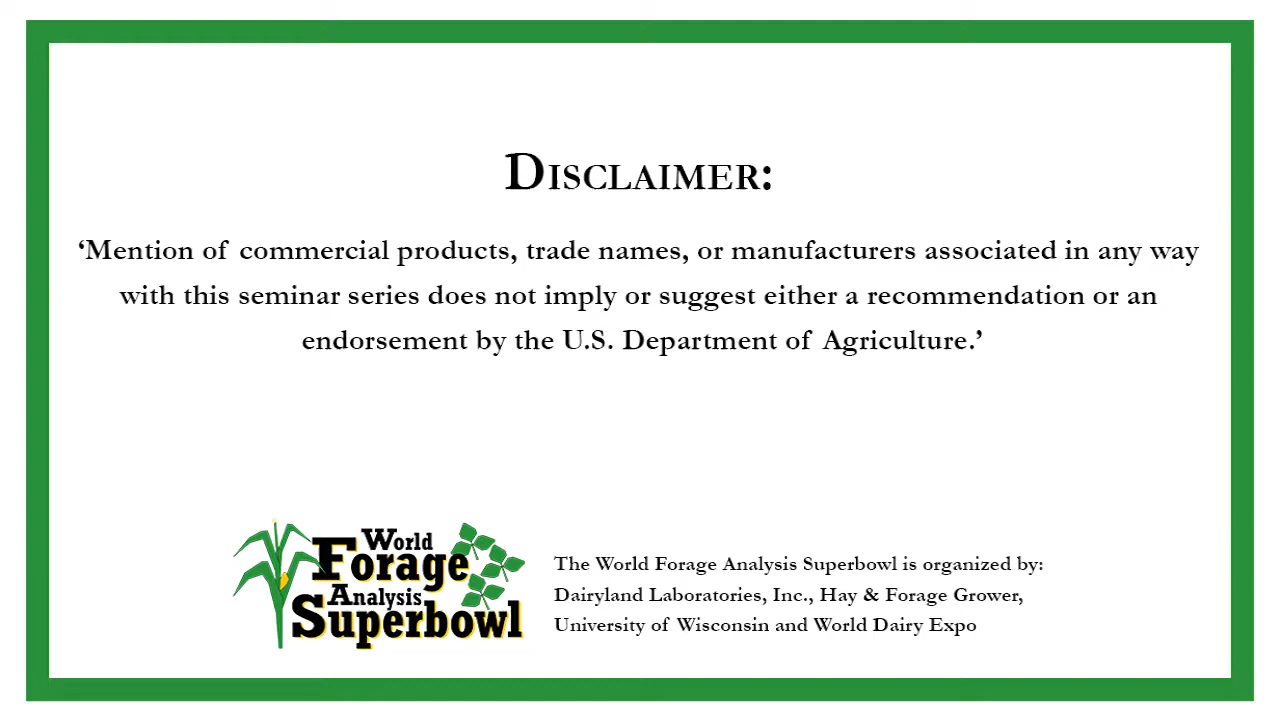 DISCLAIMER:
‘Mention of commercial products, trade names, or manufacturers associated in any way
with this seminar series does not imply or suggest either a recommendation or an
endorsement by the U.S. Department of Agriculture.’
World
Forage
Analysis
Superbowl
The World Forage Analysis Superbowl is organized by:
Dairyland Laboratories, Inc., Hay & Forage Grower,
University of Wisconsin and World Dairy Expo